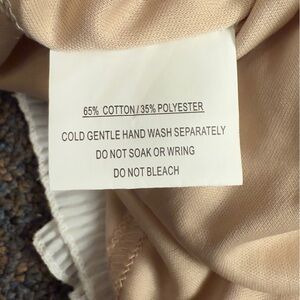 65% COTTON / 35% POLYESTER
COLD GENTLE HAND WASH SEPARATELY
DO NOT SOAK OR WRING
DO NOT BLEACH